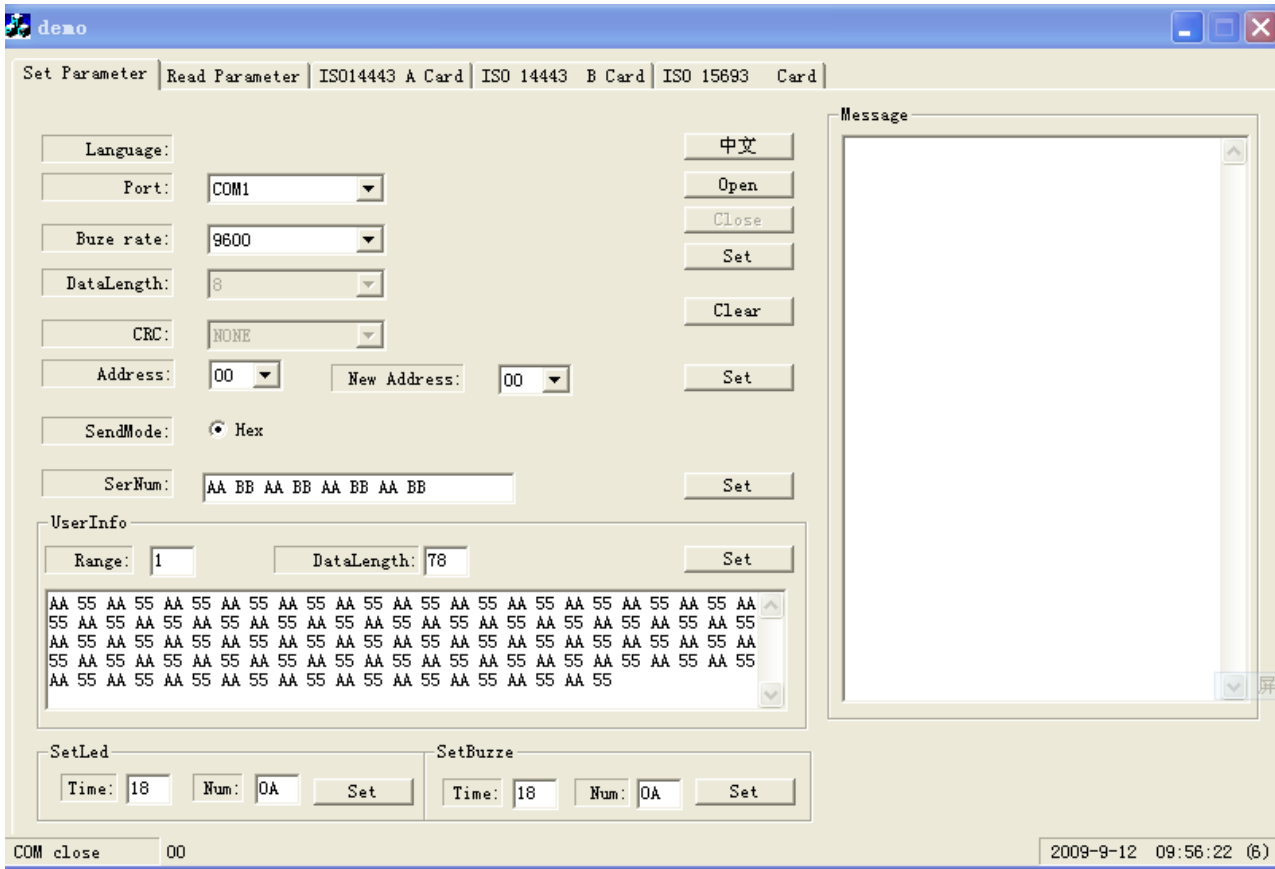 demo
Set Parameter Read Parameter ISO14443 A Card ISO 14443 B Card ISO 15693 Card
Language: 中文
Port: COM1 Open
Close
Buze rate: 9600 Set
DataLength: 8
Clear
CRC: NONE
Address: 00 New Address: 00 Set
SendMode: Hex
SerNum: AA BB AA BB AA BB AA BB Set
UserInfo
Range: 1 DataLength: 78 Set
AA 55 AA 55 AA 55 AA 55 AA 55 AA 55 AA 55 AA 55 AA 55 AA 55 AA 55 AA 55 AA
55 AA 55 AA 55 AA 55 AA 55 AA 55 AA 55 AA 55 AA 55 AA 55 AA 55 AA 55 AA 55
AA 55 AA 55 AA 55 AA 55 AA 55 AA 55 AA 55 AA 55 AA 55 AA 55 AA 55 AA 55 AA
55 AA 55 AA 55 AA 55 AA 55 AA 55 AA 55 AA 55 AA 55 AA 55 AA 55 AA 55 AA 55
AA 55 AA 55 AA 55 AA 55 AA 55 AA 55 AA 55 AA 55 AA 55 AA 55
SetLed
Time: 18 Num: 0A Set
SetBuzze
Time: 18 Num: 0A Set
Message
屏
COM close 00 2009-9-12 09:56:22 (6)